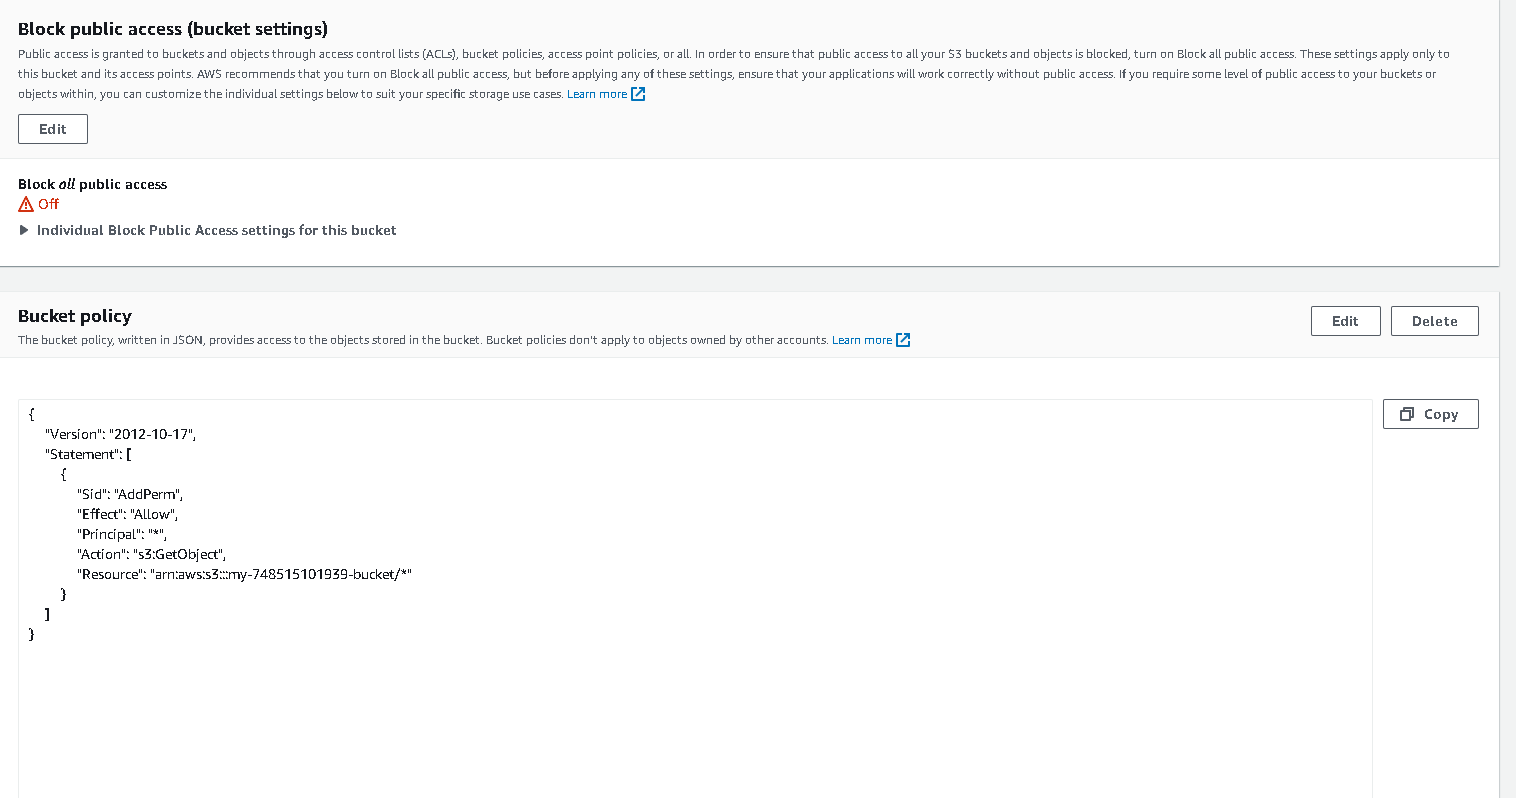 Block public access (bucket settings)
Public access is granted to buckets and objects through access control lists (ACLs), bucket policies, access point policies, or all. In order to ensure that public access to all your S3 buckets and objects is blocked, turn on Block all public access. These settings apply only to
this bucket and its access points. AWS recommends that you turn on Block all public access, but before applying any of these settings, ensure that your applications will work correctly without public access. If you require some level of public access to your buckets or
objects within, you can customize the individual settings below to suit your specific storage use cases. Learn more
Edit
Block all public access
Off
Individual Block Public Access settings for this bucket
Bucket policy
Edit
Delete
The bucket policy, written in JSON, provides access to the objects stored in the bucket. Bucket policies don't apply to objects owned by other accounts. Learn more
Copy
{
    "Version": "2012-10-17",
    "Statement": [
        {
            "Sid": "AddPerm",
            "Effect": "Allow",
            "Principal": "*",
            "Action": "s3:GetObject",
            "Resource": "arn:aws:s3:::my-748515101939-bucket/*"
        }
    ]
}